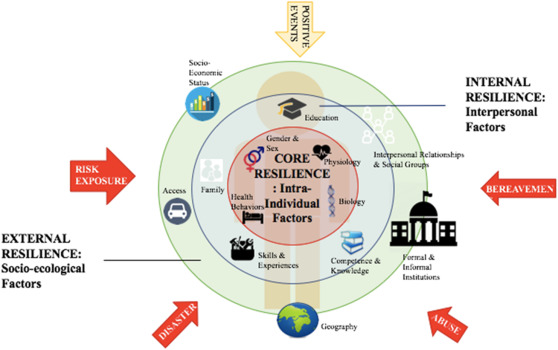 POSITIVE
EVENTS
Socio-
Economic
Status
INTERNAL
RESILIENCE:
Interpersonal
Factors
Education
Gender &
Sex
Physiology
Interpersonal Relationships
& Social Groups
CORE
RESILIENCE
: Intra-
Individual
Factors
RISK
EXPOSURE
Family
Access
Health
Behaviors
Biology
BEREAVEMEN
EXTERNAL
RESILIENCE:
Socio-ecological
Factors
Skills &
Experiences
Competence &
Knowledge
Formal &
Informal
Institutions
DISASTER
Geography
ABUSE